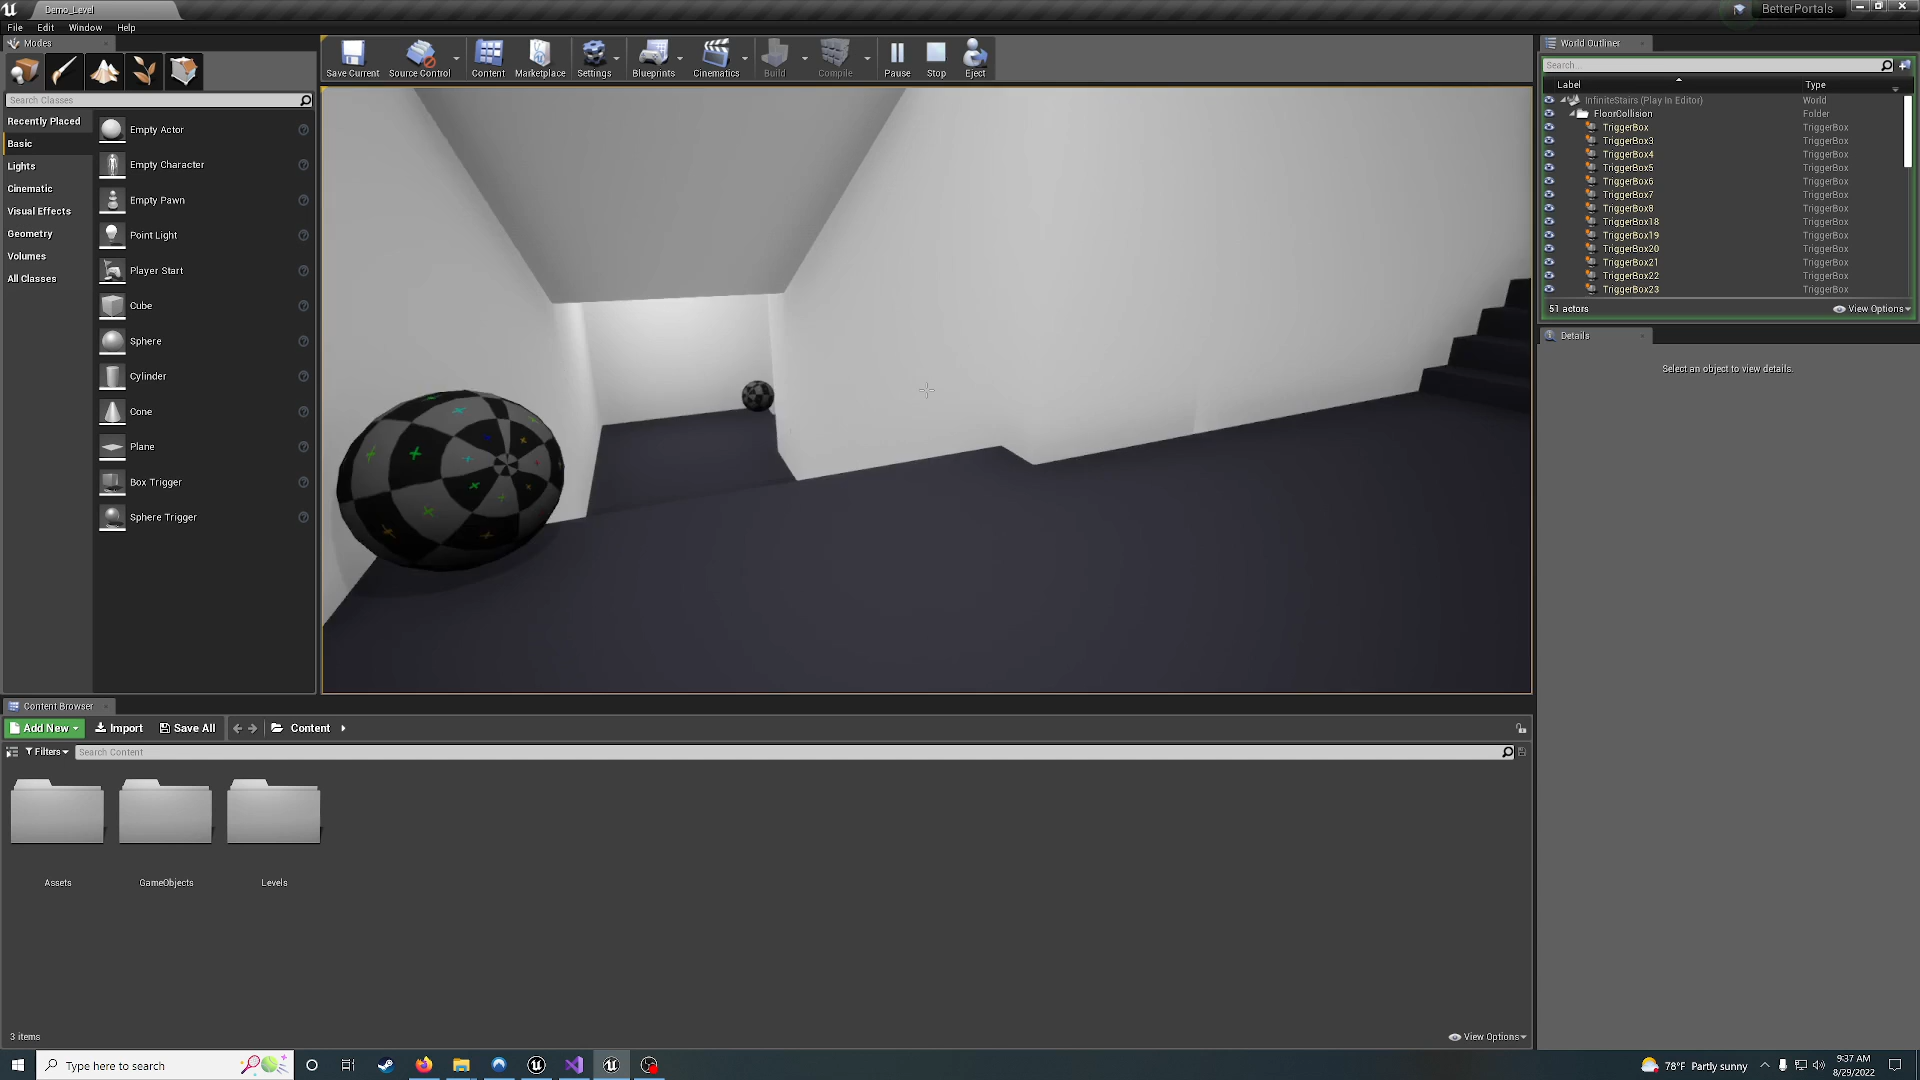 Demo_Level
BetterPortals
File Edit Window Help
Modes
Search Classes
Recently Placed
Basic
Lights
Cinematic
Visual Effects
Geometry
Volumes
All Classes
Empty Actor
Empty Character
Empty Pawn
Point Light
Player Start
Cube
Sphere
Cylinder
Cone
Plane
Box Trigger
Sphere Trigger
Save Current Source Control Content Marketplace Settings Blueprints Cinematics Build Compile Pause Stop Eject
World Outliner
Search...
Label Type
InfiniteStairs (Play In Editor) World
FloorCollision Folder
TriggerBox TriggerBox
TriggerBox3 TriggerBox
TriggerBox4 TriggerBox
TriggerBox5 TriggerBox
TriggerBox6 TriggerBox
TriggerBox7 TriggerBox
TriggerBox8 TriggerBox
TriggerBox18 TriggerBox
TriggerBox19 TriggerBox
TriggerBox20 TriggerBox
TriggerBox21 TriggerBox
TriggerBox22 TriggerBox
TriggerBox23 TriggerBox
51 actors View Options
Details
Select an object to view details.
Content Browser
Add New Import Save All Content
Filters Search Content
Assets GameObjects Levels
3 items View Options
Type here to search
78°F Partly sunny
9:37 AM
8/29/2022